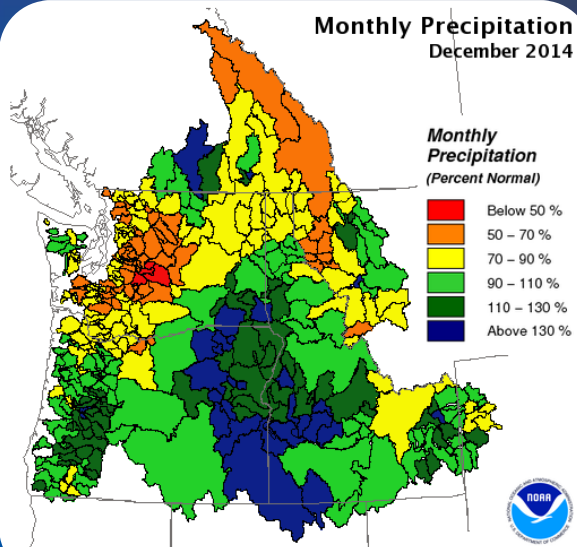 Monthly Precipitation
December 2014
Monthly
Precipitation
(Percent Normal)
Below 50 %
50 – 70 %
70 – 90 %
90 – 110 %
110 – 130 %
Above 130 %
NOAA